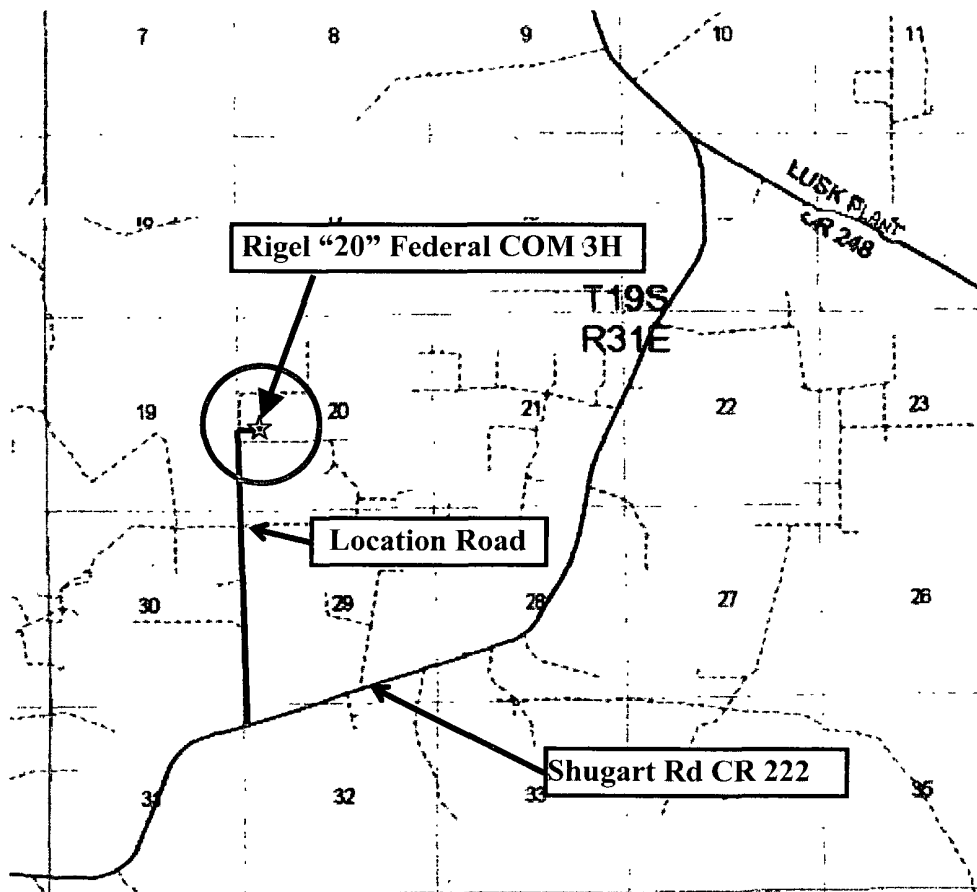 7 8 9 10 11
LUSK PLANT
CR 248
Rigel “20” Federal COM 3H
T19S
R31E
19 20 21 22 23
Location Road
30 29 28 27 26
Shugart Rd CR 222
31 32 33 35